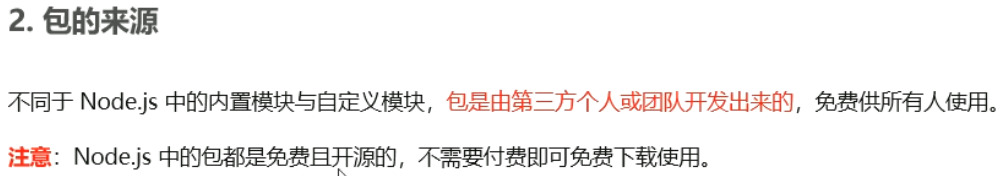 2. 包的来源
不同于 Node.js 中的内置模块与自定义模块，包是由第三方个人或团队开发出来的，免费供所有人使用。
注意：Node.js 中的包都是免费且开源的，不需要付费即可免费下载使用。